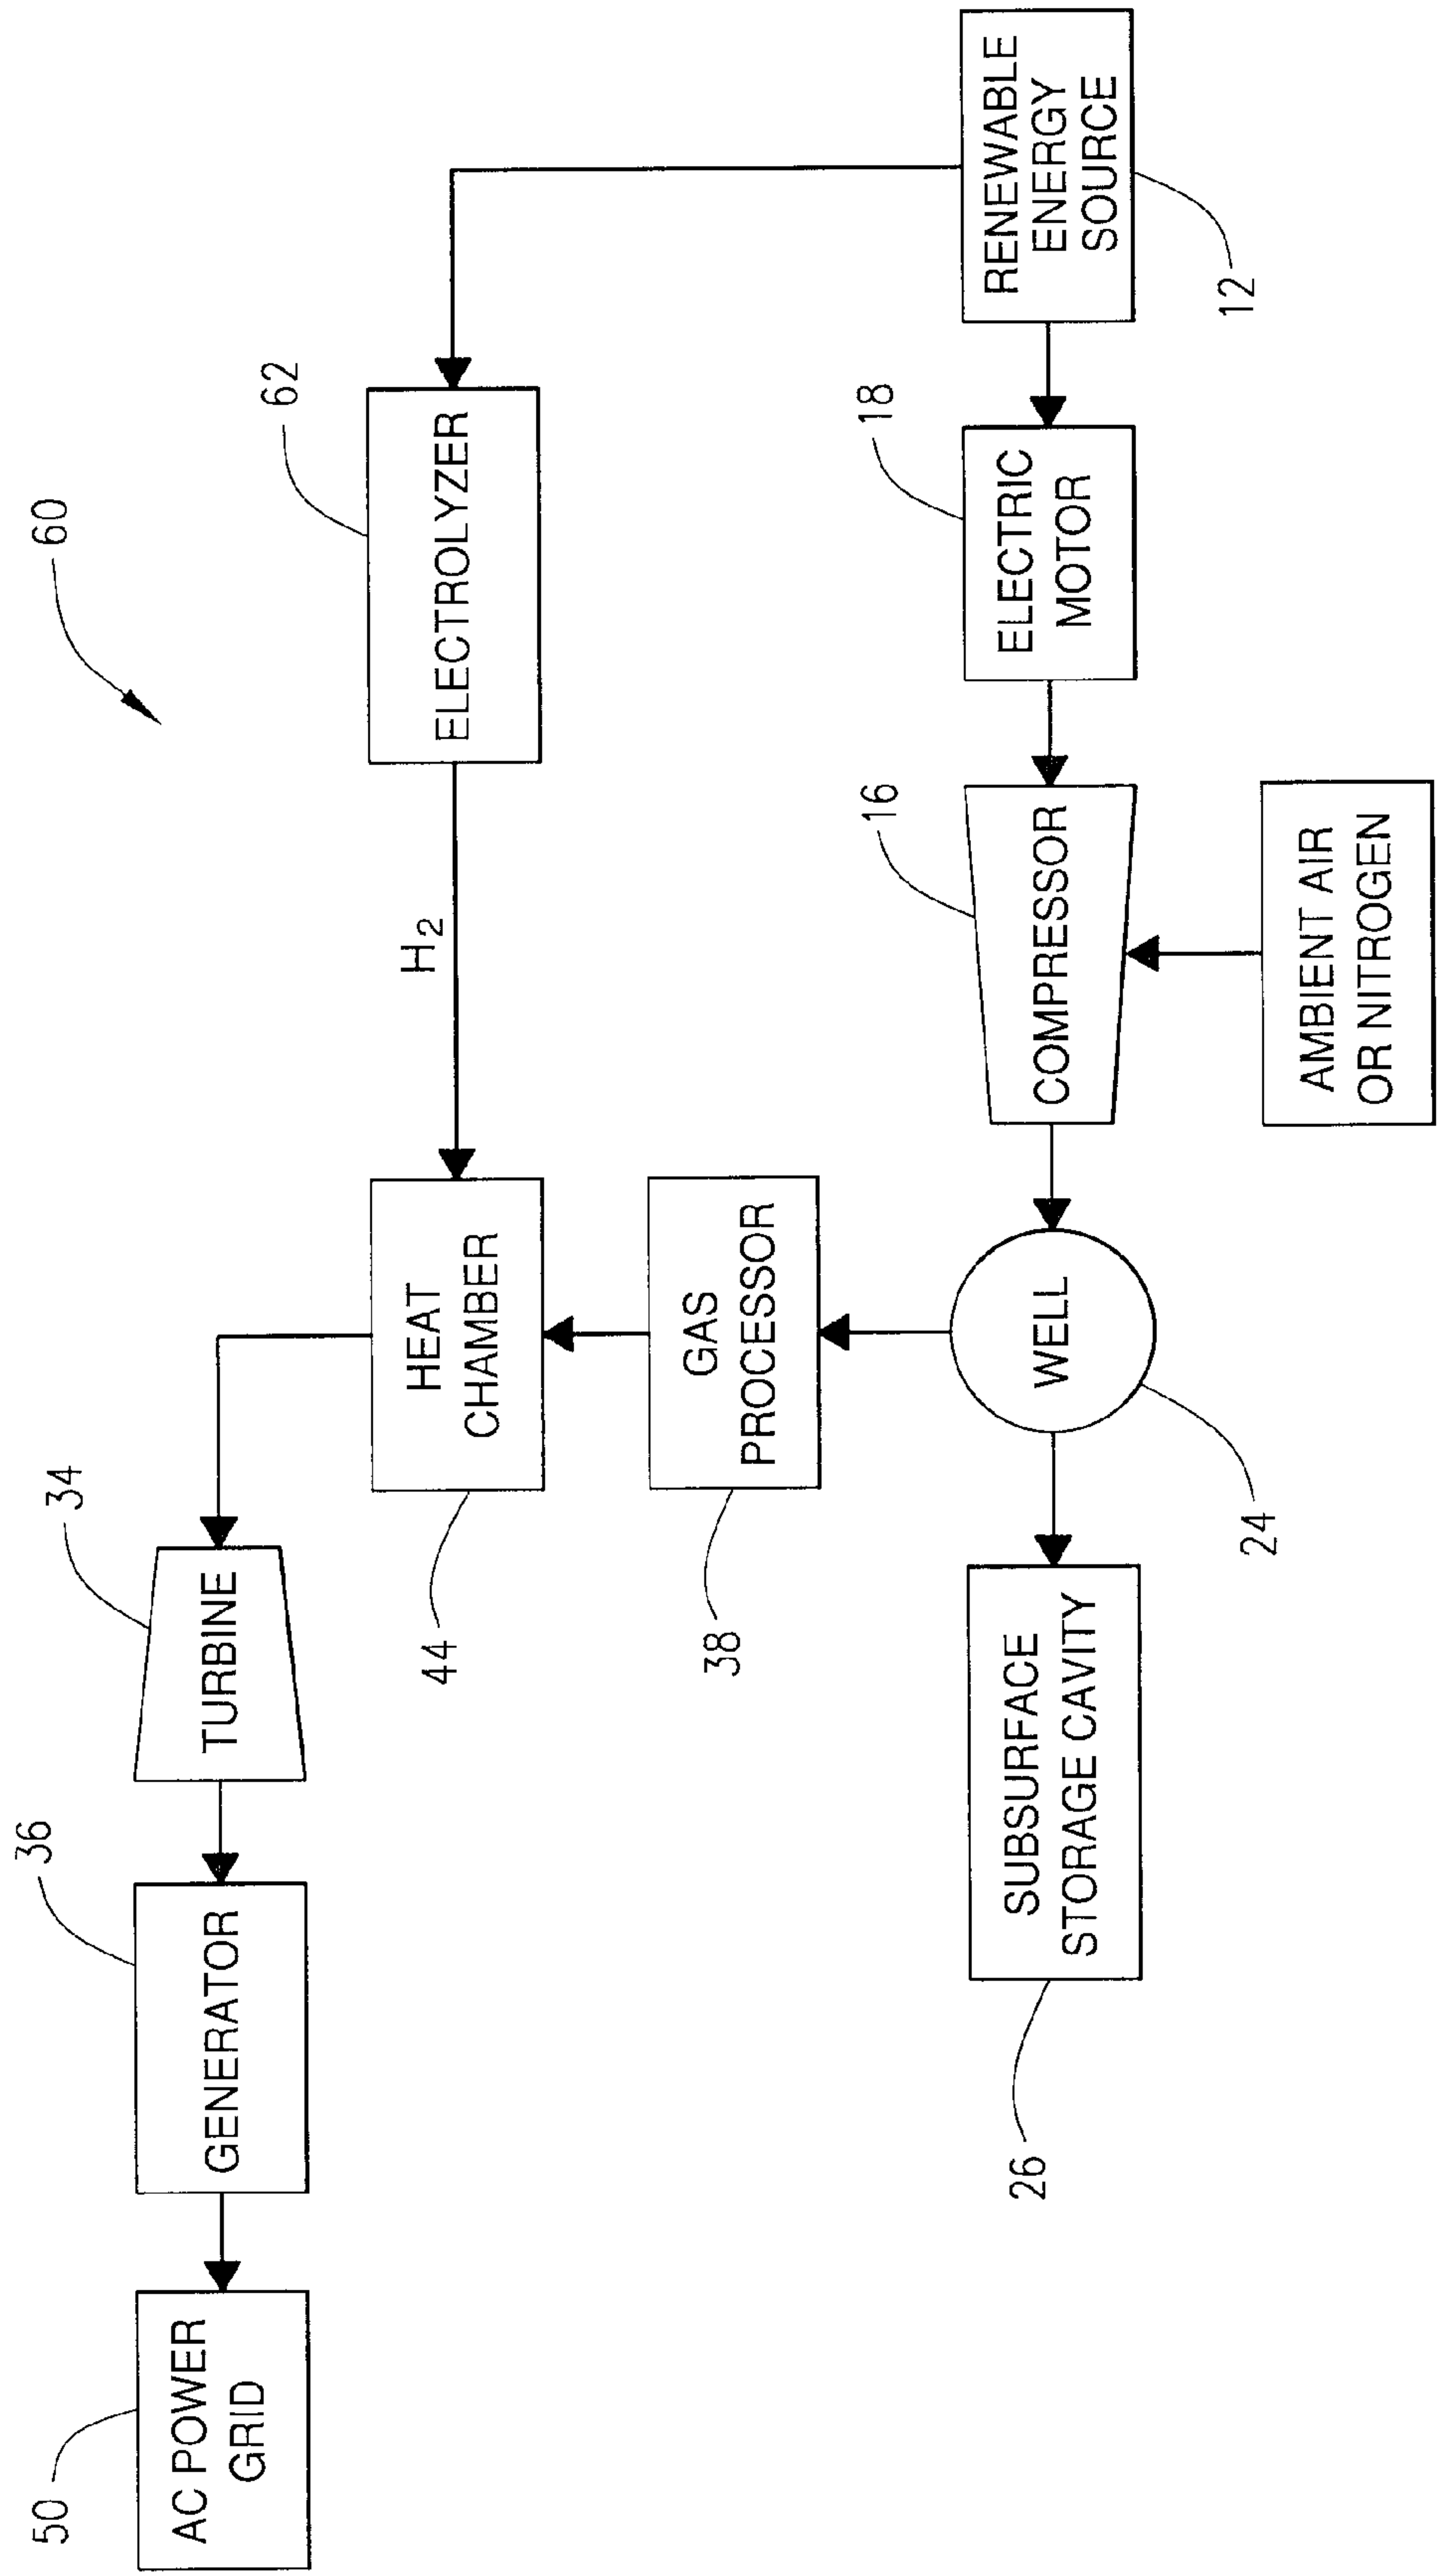 60
62
ELECTROLYZER
H2
34
TURBINE
36
GENERATOR
50
AC POWER
GRID
HEAT
CHAMBER
44
GAS
PROCESSOR
38
RENEWABLE
ENERGY
SOURCE
12
18
ELECTRIC
MOTOR
16
COMPRESSOR
AMBIENT AIR
OR NITROGEN
WELL
24
SUBSURFACE
STORAGE CAVITY
26